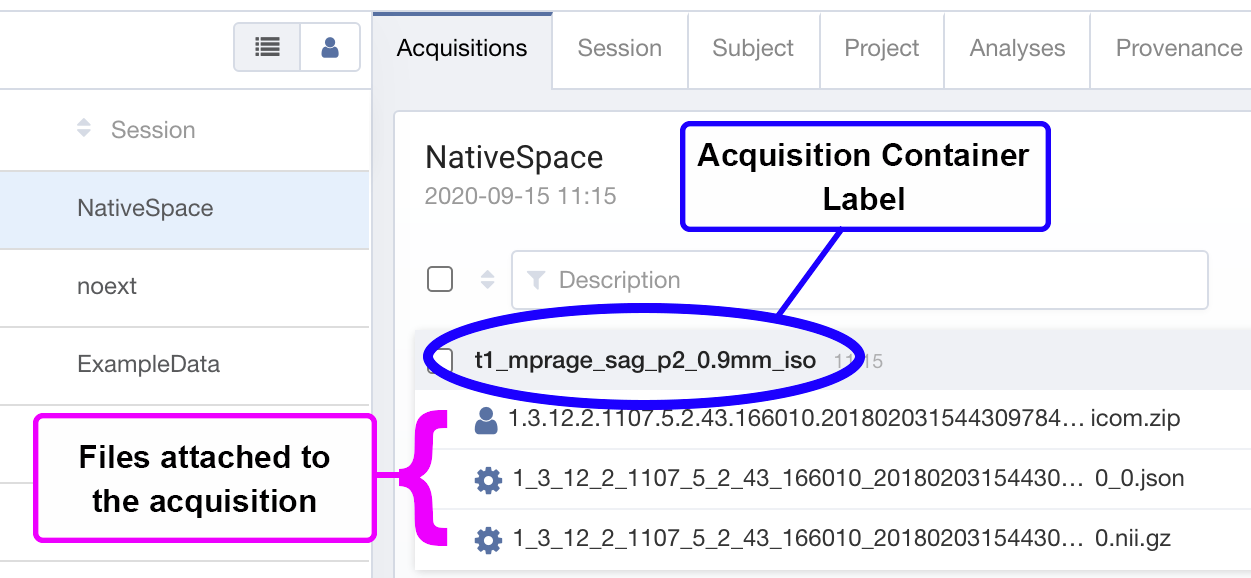 Acquisitions
Session
Subject
Project
Analyses
Provenance
Session
NativeSpace
noext
ExampleData
NativeSpace
2020-09-15 11:15
Acquisition Container
Label
Description
t1_mprage_sag_p2_0.9mm_iso 11:15
Files attached to
the acquisition
1.3.12.2.1107.5.2.43.166010.201802031544309784... icom.zip
1_3_12_2_1107_5_2_43_166010_20180203154430... 0_0.json
1_3_12_2_1107_5_2_43_166010_20180203154430... 0.nii.gz